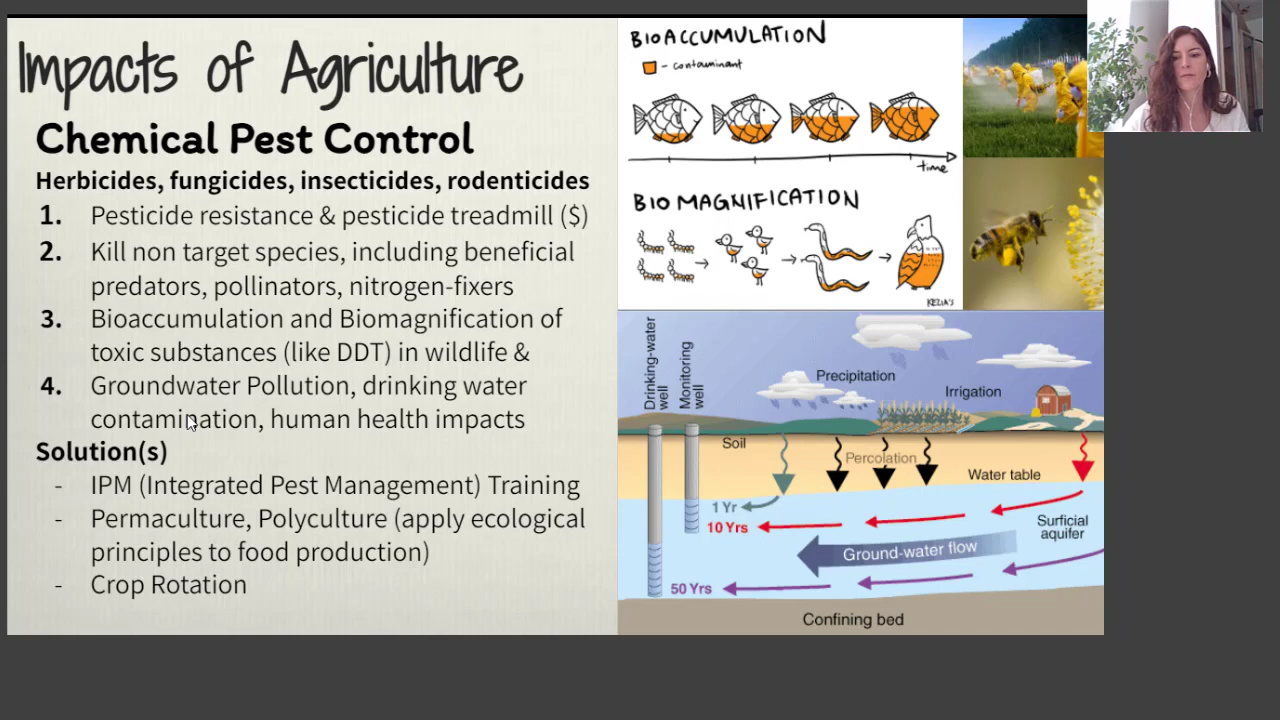 Impacts of Agriculture
Chemical Pest Control
Herbicides, fungicides, insecticides, rodenticides
1. Pesticide resistance & pesticide treadmill ($)
2. Kill non target species, including beneficial
predators, pollinators, nitrogen-fixers
3. Bioaccumulation and Biomagnification of
toxic substances (like DDT) in wildlife &
4. Groundwater Pollution, drinking water
contamination, human health impacts
Solution(s)
- IPM (Integrated Pest Management) Training
- Permaculture, Polyculture (apply ecological
principles to food production)
- Crop Rotation
BIOACCUMULATION
- contaminant
time
BIOMAGNIFICATION
KEZIA'S
Drinking-water
well
Monitoring
well
Precipitation
Irrigation
Soil
Percolation
Water table
1 Yr
10 Yrs
Surficial
aquifer
Ground-water flow
50 Yrs
Confining bed